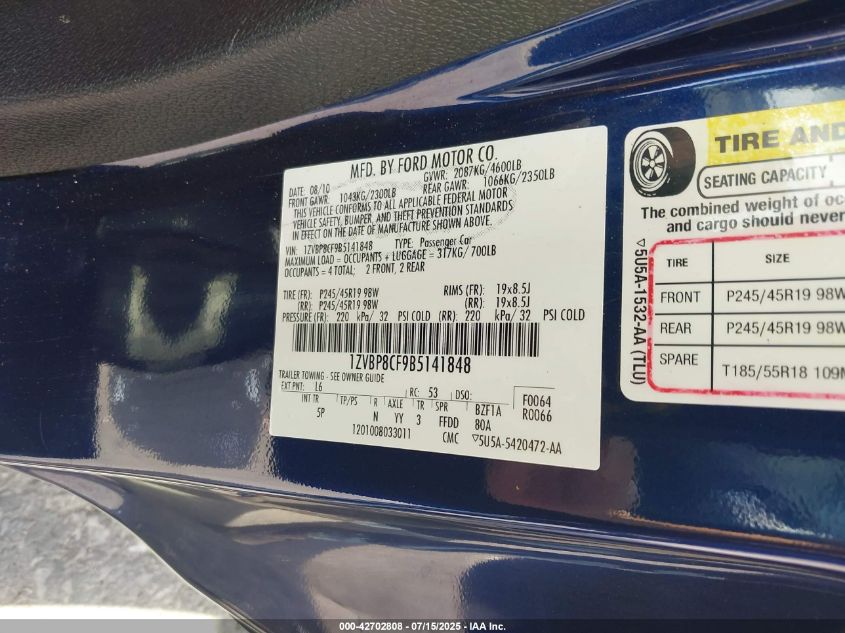 MFD. BY FORD MOTOR CO.
DATE: 08/10 GVWR: 2087KG/4600LB
FRONT GAWR: 1043KG/2300LB REAR GAWR: 1066KG/2350LB
THIS VEHICLE CONFORMS TO ALL APPLICABLE FEDERAL MOTOR
VEHICLE SAFETY, BUMPER, AND THEFT PREVENTION STANDARDS
IN EFFECT ON THE DATE OF MANUFACTURE SHOWN ABOVE.
VIN: 1ZVBP8CF9B5141848 TYPE: Passenger Car
MAXIMUM LOAD = OCCUPANTS + LUGGAGE = 317KG/ 700LB
OCCUPANTS = 4 TOTAL; 2 FRONT, 2 REAR
TIRE (FR): P245/45R19 98W RIMS (FR): 19x8.5J
(RR): P245/45R19 98W (RR): 19x8.5J
PRESSURE (FR): 220 kPa/ 32 PSI COLD (RR): 220 kPa/ 32 PSI COLD
1ZVBP8CF9B5141848
TRAILER TOWING - SEE OWNER GUIDE
EXT PNT: L6 RC: 53 DSO: F0064
INT TR TP/PS R AXLE TR SPR BZF1A R0066
5P N YY 3 FFDD 80A
1201008033011 CMC ▽5U5A-5420472-AA
TIRE AND
SEATING CAPACITY
The combined weight of oc
and cargo should never
▽5U5A-1532-AA (TLU)
TIRE SIZE
FRONT P245/45R19 98W
REAR P245/45R19 98W
SPARE T185/55R18 109M
000-42702808 - 07/15/2025 - IAA Inc.